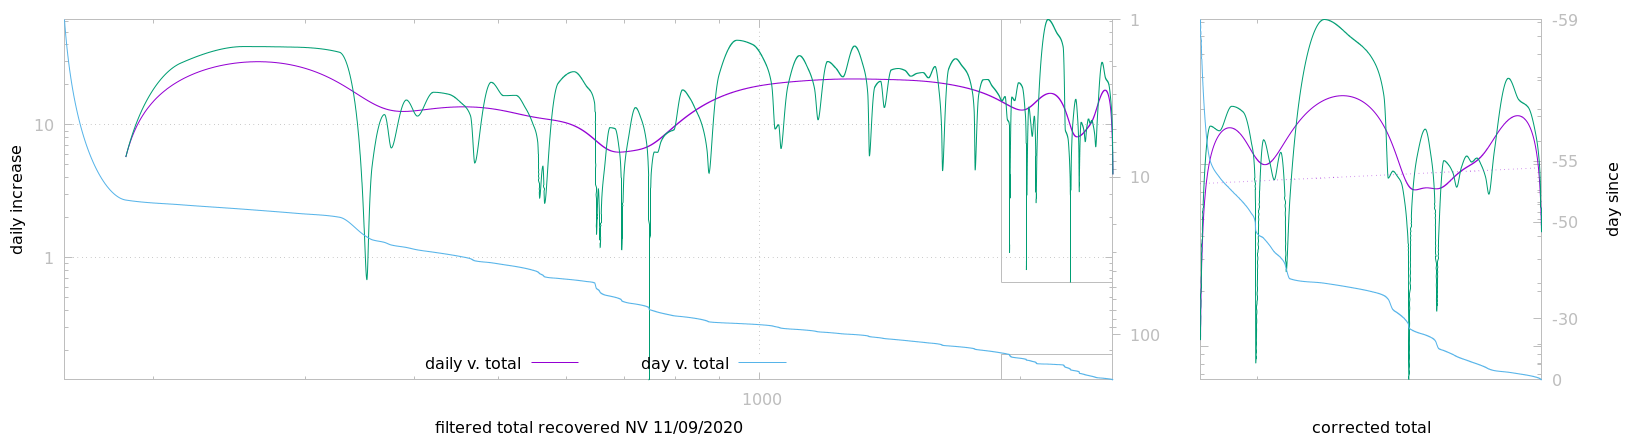 1
-59
10
daily increase
-55
10
day since
-50
1
-30
100
daily v. total
day v. total
0
1000
filtered total recovered NV 11/09/2020
corrected total